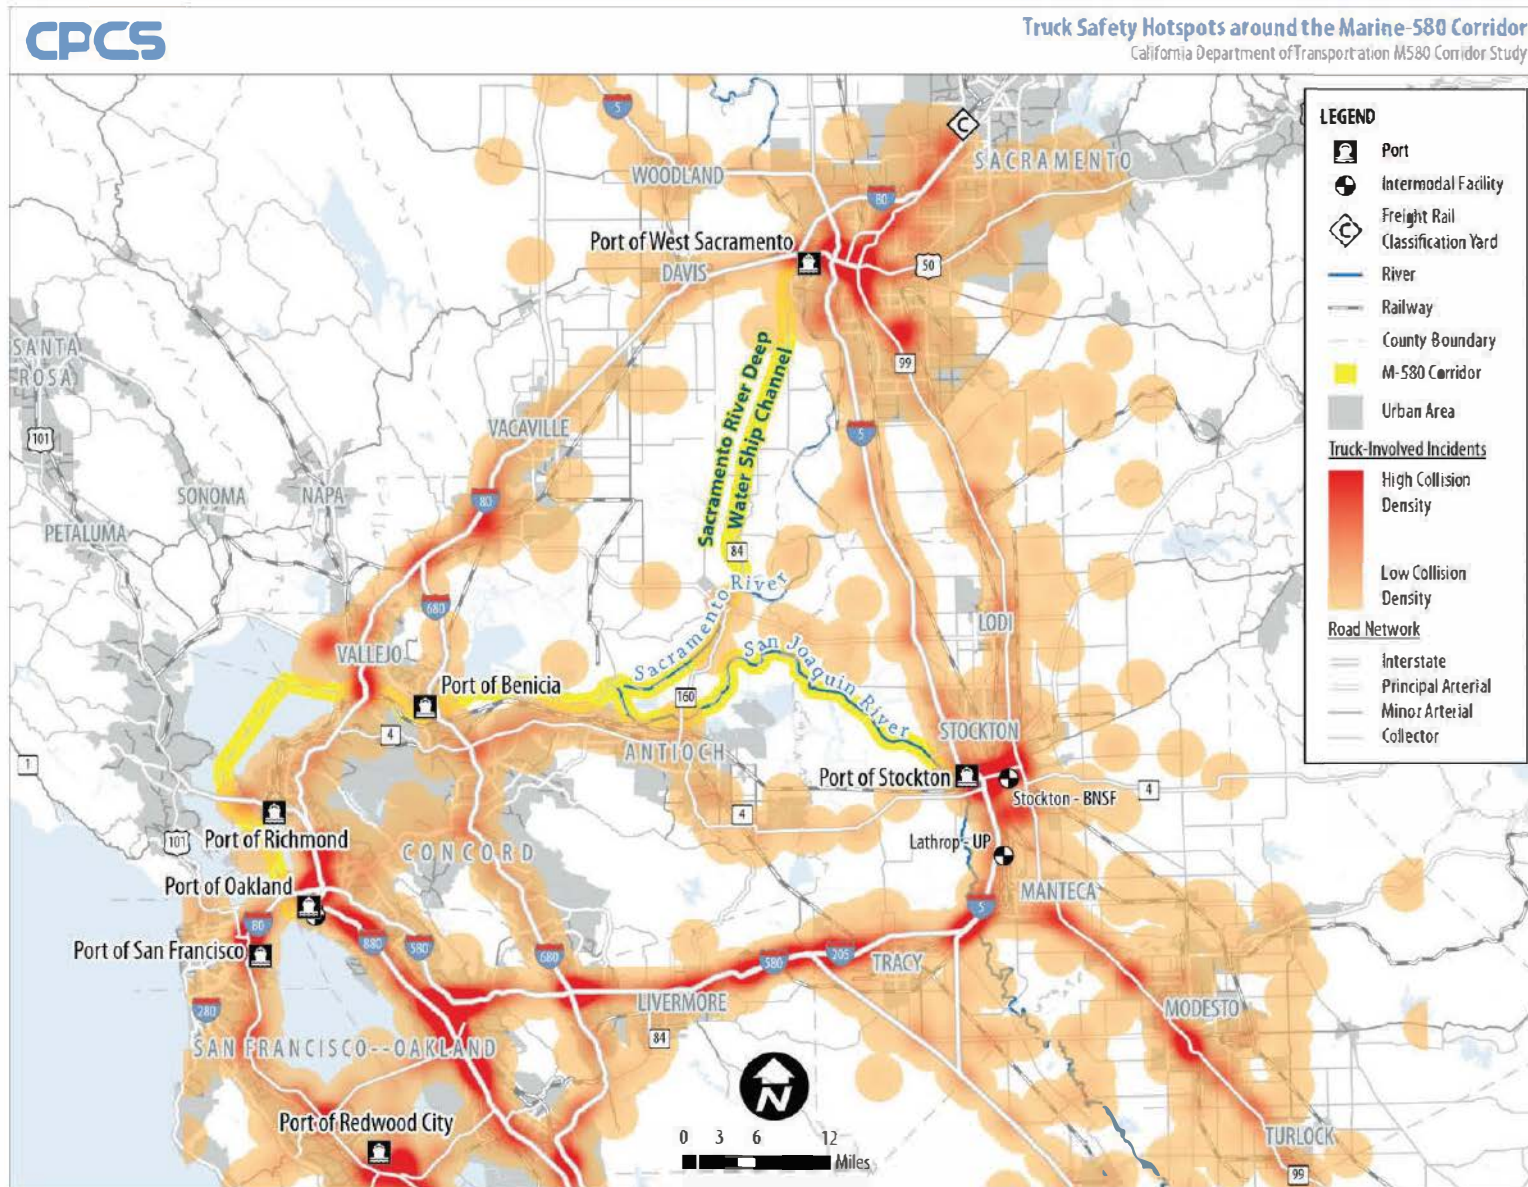 CPCS
Truck Safety Hotspots around the Marine-580 Corridor
California Department of Transportation M580 Corridor Study
LEGEND
Port
Intermodal Facility
C
Freight Rail
Classification Yard
River
Railway
County Boundary
M-580 Corridor
Urban Area
Truck-Involved Incidents
High Collision
Density
Low Collision
Density
Road Network
Interstate
Principal Arterial
Minor Arterial
Collector
5
C
SACRAMENTO
WOODLAND
80
Port of West Sacramento
DAVIS
50
99
SANTA
ROSA
Sacramento River Deep
Water Ship Channel
101
VACAVILLE
5
80
SONOMA
NAPA
PETALUMA
84
Sacramento River
680
LODI
VALLEJO
San Joaquin River
Port of Benicia
160
4
STOCKTON
ANTIOCH
1
Port of Stockton
Stockton - BNSF
4
4
Port of Richmond
101
CONCORD
Lathrop - UP
Port of Oakland
MANTECA
5
80
880
580
680
Port of San Francisco
580
205
TRACY
280
LIVERMORE
MODESTO
84
SAN FRANCISCO--OAKLAND
N
Port of Redwood City
0 3 6 12
Miles
TURLOCK
99